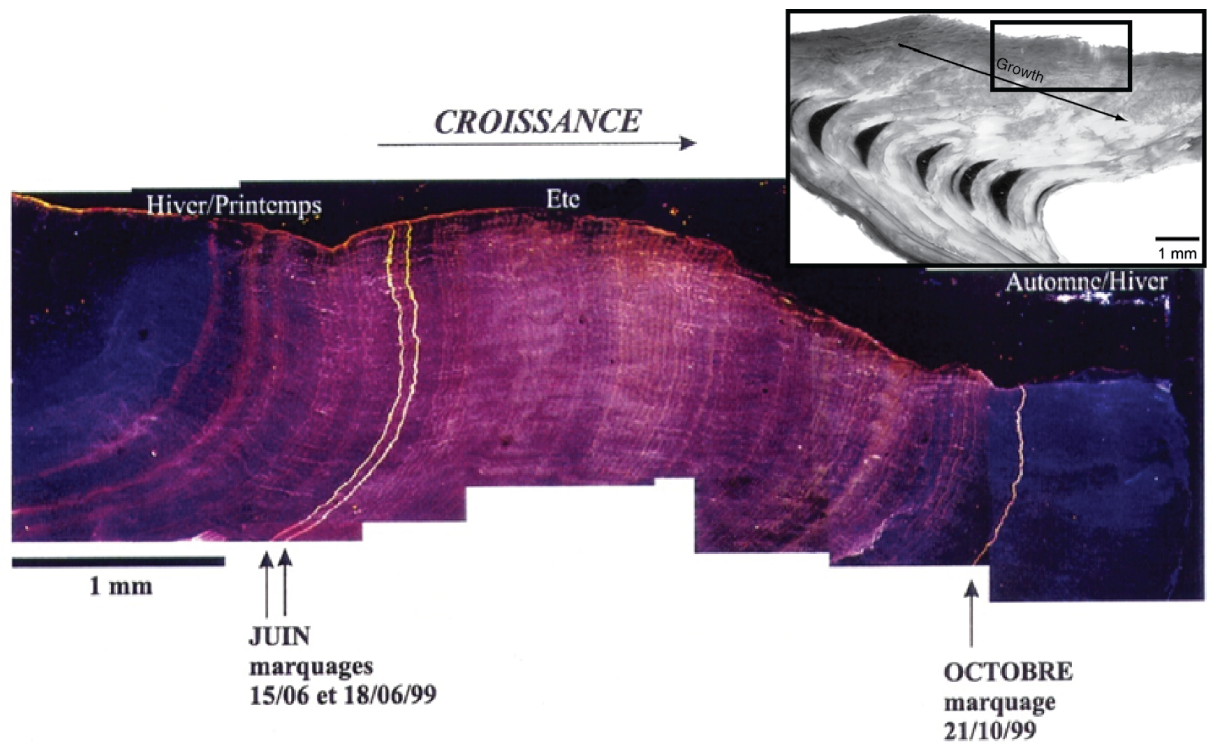 Growth
1 mm
CROISSANCE
Hiver/Printemps
Ete
Automne/Hiver
1 mm
JUIN
marquages
15/06 et 18/06/99
OCTOBRE
marquage
21/10/99